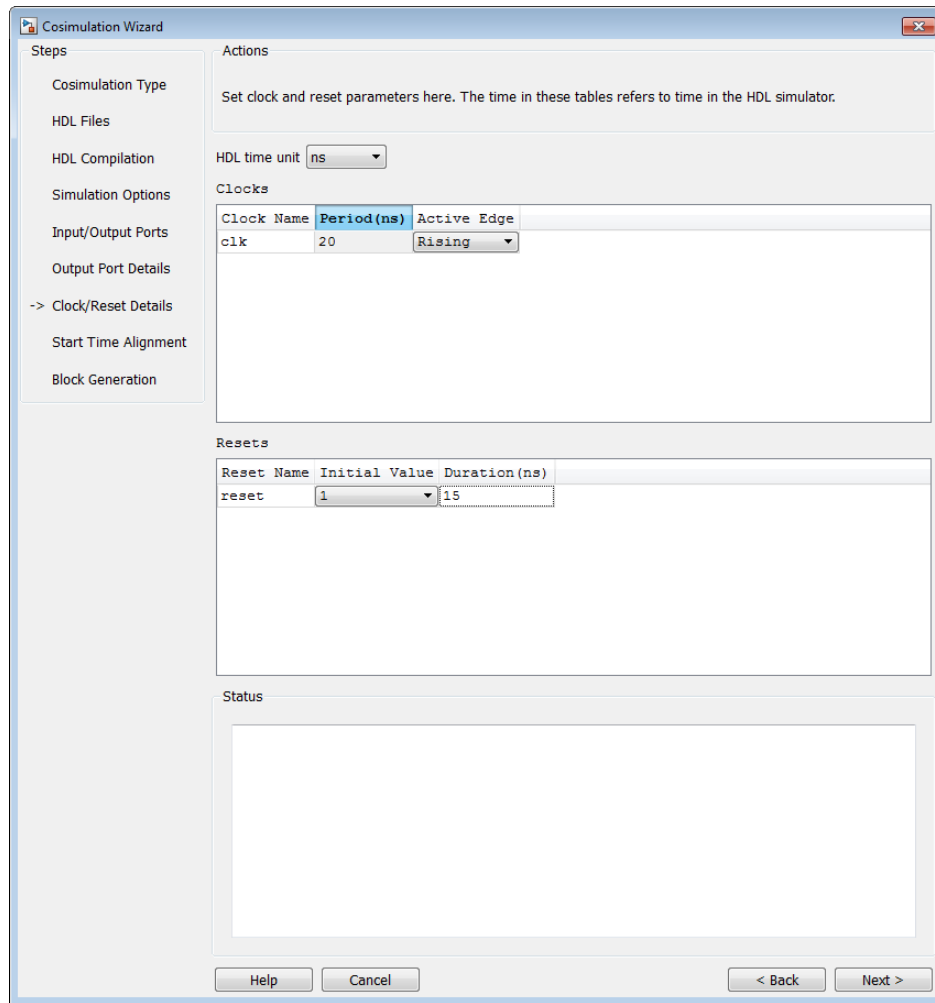 Cosimulation Wizard
Steps
Cosimulation Type
HDL Files
HDL Compilation
Simulation Options
Input/Output Ports
Output Port Details
-> Clock/Reset Details
Start Time Alignment
Block Generation
Actions
Set clock and reset parameters here. The time in these tables refers to time in the HDL simulator.
HDL time unit ns
Clocks
Clock Name Period(ns) Active Edge
clk 20 Rising
Resets
Reset Name Initial Value Duration(ns)
reset 1 15
Status
Help Cancel < Back Next >